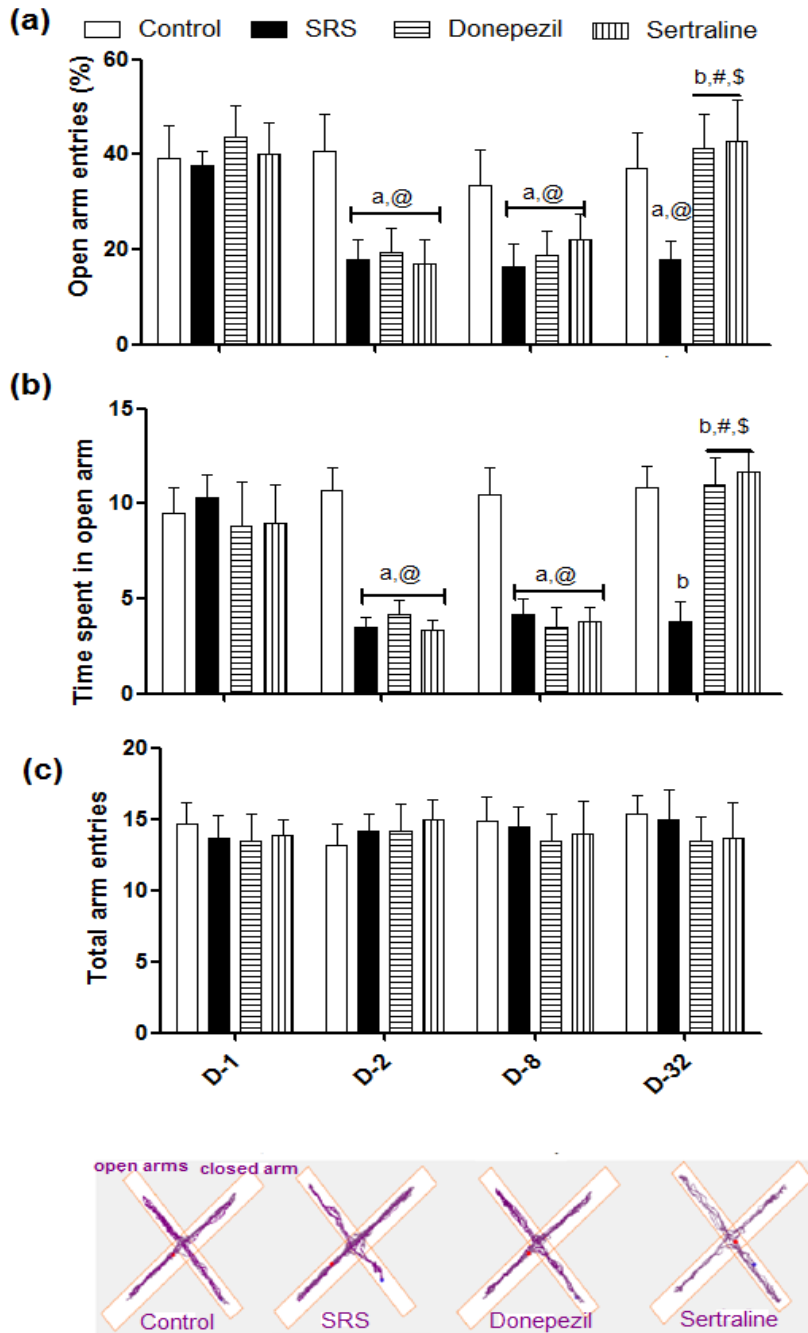 (a)
Control SRS Donepezil Sertraline
Open arm entries (%)
60
40
20
0
a,@
a,@
a,@
b,#,$
(b)
Time spent in open arm
15
10
5
0
a,@
a,@
b
b,#,$
(c)
Total arm entries
20
15
10
5
0
D-1 D-2 D-8 D-32
open arms closed arm
Control SRS Donepezil Sertraline